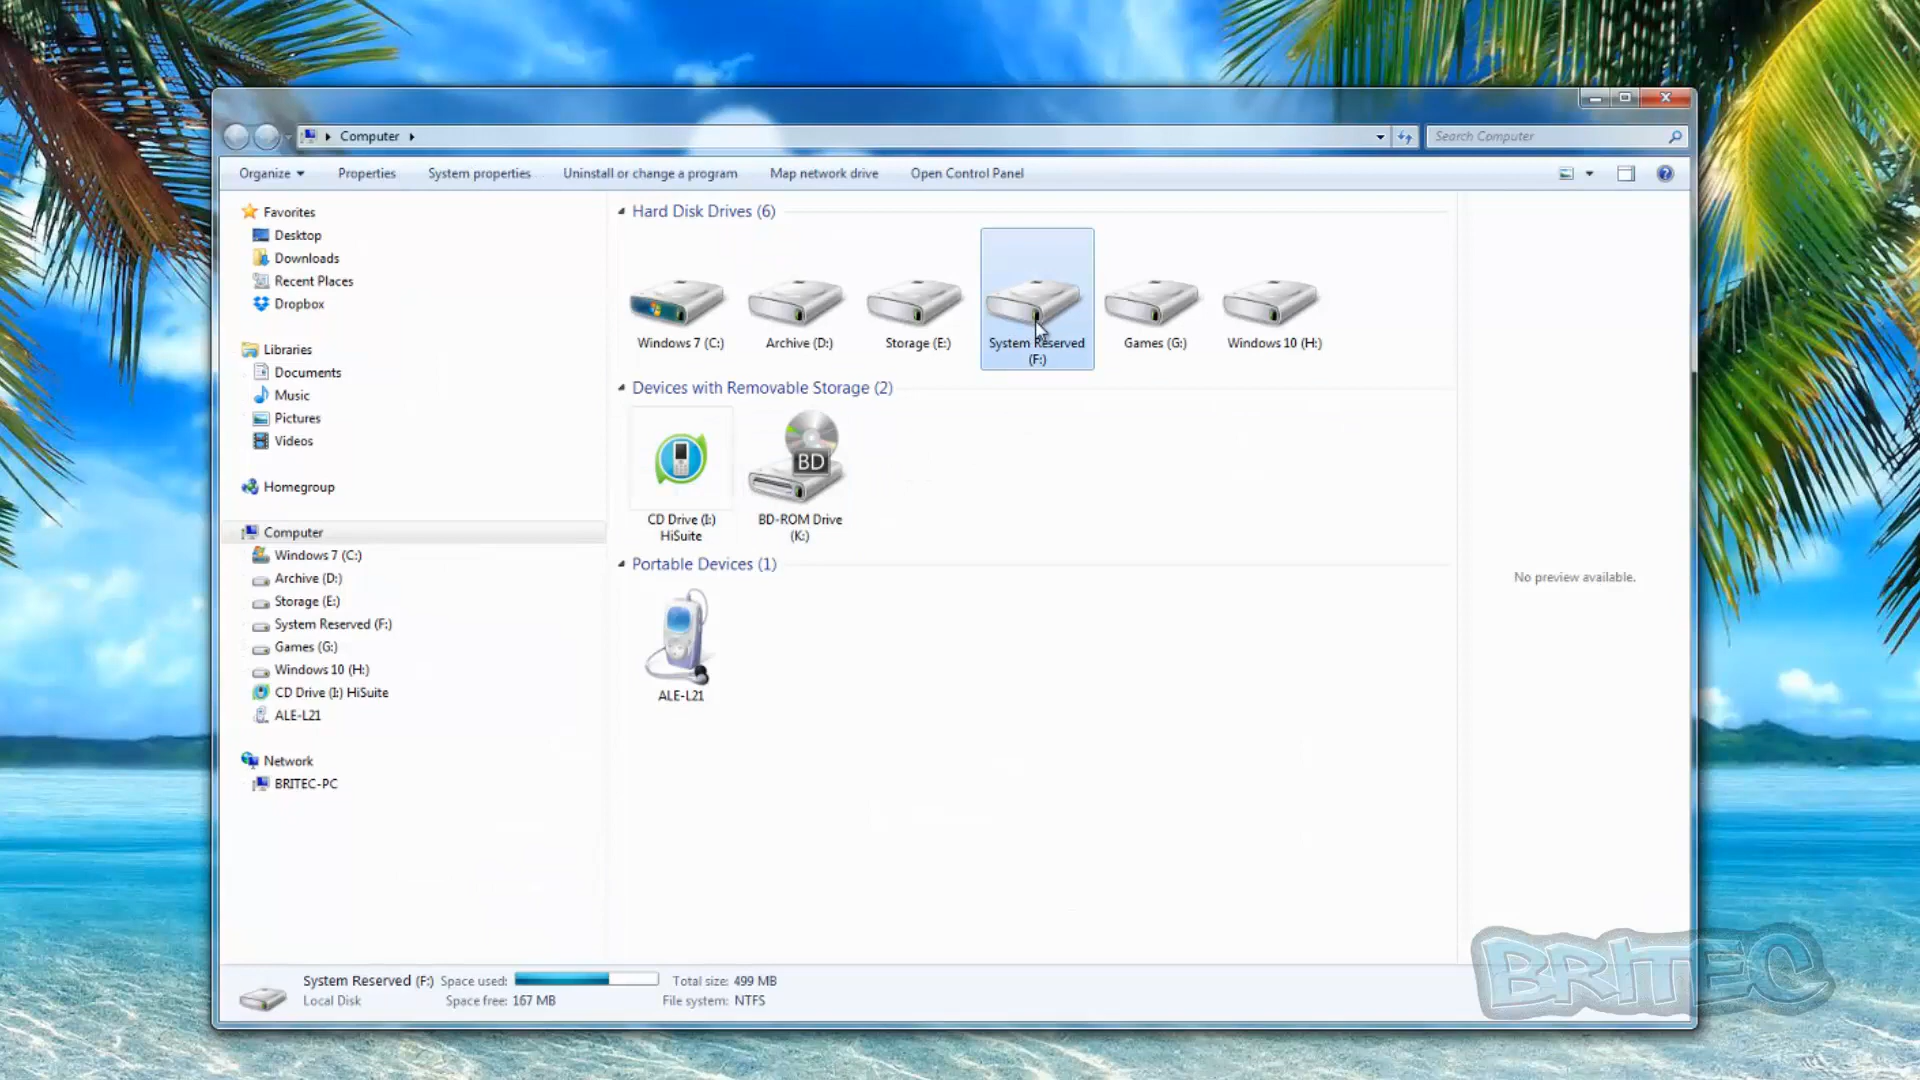 Computer
Search Computer
Organize
Properties
System properties
Uninstall or change a program
Map network drive
Open Control Panel
Favorites
Desktop
Downloads
Recent Places
Dropbox
Libraries
Documents
Music
Pictures
Videos
Homegroup
Computer
Windows 7 (C:)
Archive (D:)
Storage (E:)
System Reserved (F:)
Games (G:)
Windows 10 (H:)
CD Drive (I:) HiSuite
ALE-L21
Network
BRITEC-PC
Hard Disk Drives (6)
Windows 7 (C:)
Archive (D:)
Storage (E:)
System Reserved
(F:)
Games (G:)
Windows 10 (H:)
Devices with Removable Storage (2)
BD
CD Drive (I:)
HiSuite
BD-ROM Drive
(K:)
Portable Devices (1)
ALE-L21
No preview available.
System Reserved (F:)
Space used:
Total size: 499 MB
Local Disk
Space free: 167 MB
File system: NTFS
BRITEC